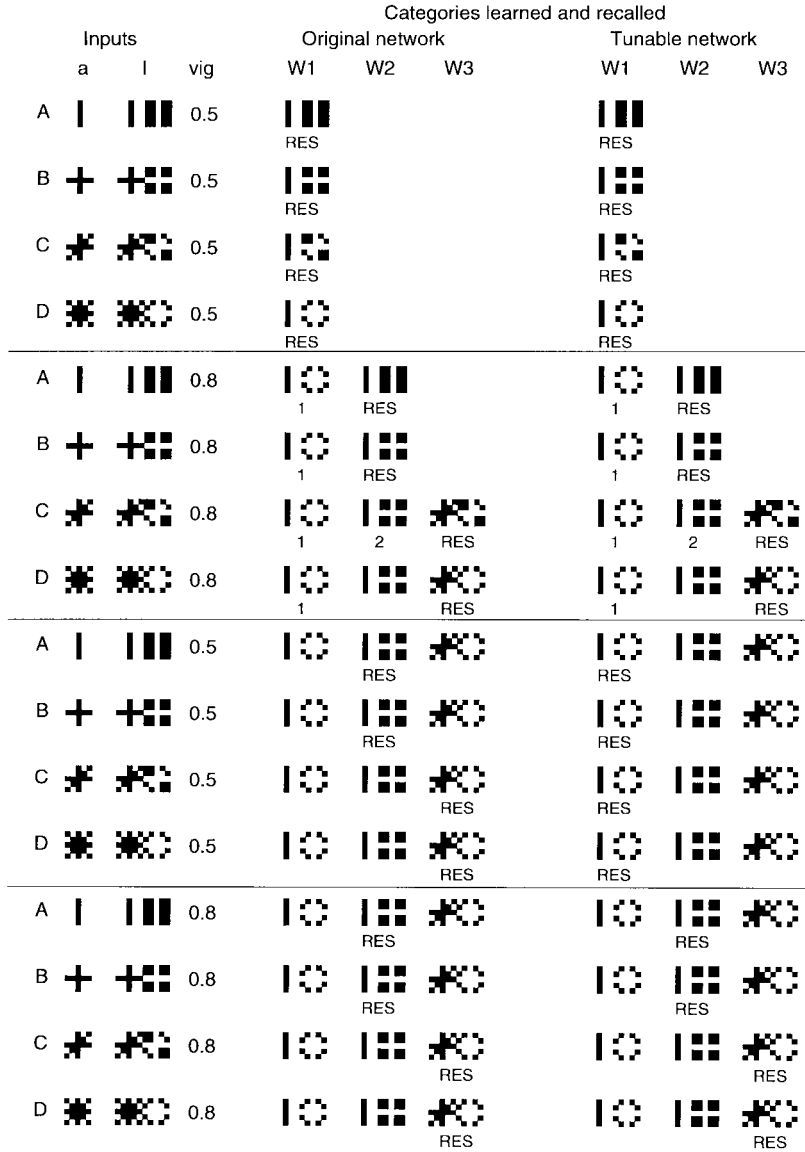 Categories learned and recalled
Inputs Original network Tunable network
a I vig W1 W2 W3 W1 W2 W3
A 0.5
RES RES
B 0.5
RES RES
C 0.5
RES RES
D 0.5
RES RES
A 0.8
1 RES 1 RES
B 0.8
1 RES 1 RES
C 0.8
1 2 RES 1 2 RES
D 0.8
1 RES 1 RES
A 0.5
RES RES
B 0.5
RES RES
C 0.5
RES RES
D 0.5
RES RES
A 0.8
RES RES
B 0.8
RES RES
C 0.8
RES RES
D 0.8
RES RES